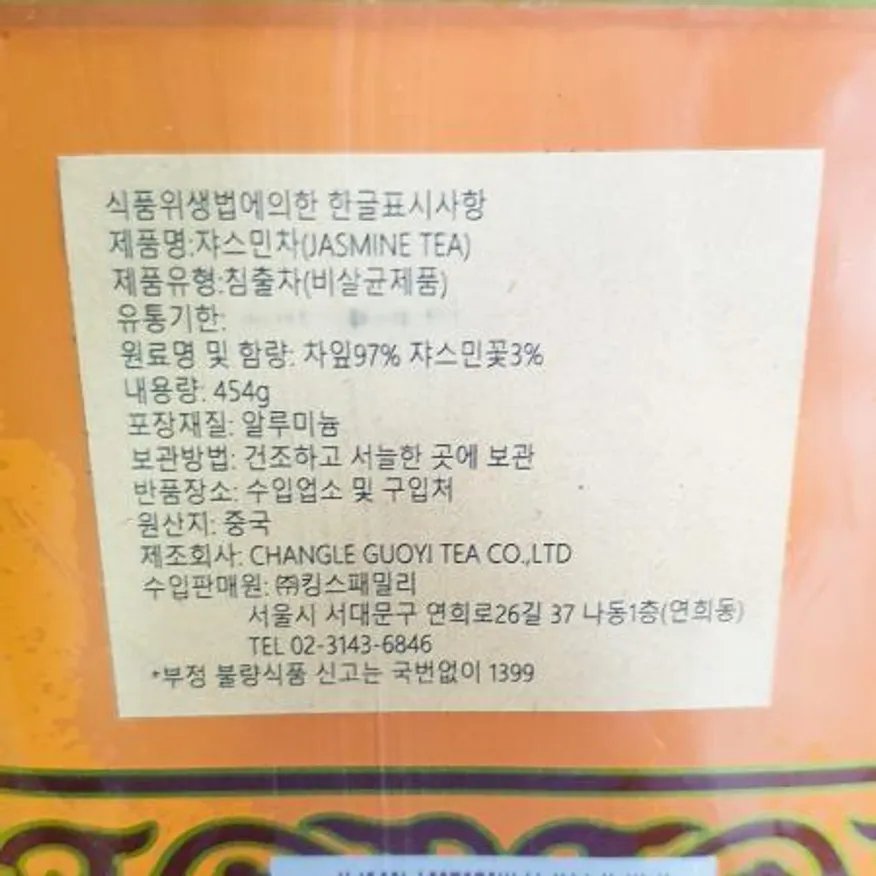 식품위생법에의한 한글표시사항
제품명:쟈스민차(JASMINE TEA)
제품유형:침출차(비살균제품)
유통기한:
원료명 및 함량: 차잎97% 쟈스민꽃3%
내용량: 454g
포장재질: 알루미늄
보관방법: 건조하고 서늘한 곳에 보관
반품장소: 수입업소 및 구입처
원산지: 중국
제조회사: CHANGLE GUOYI TEA CO.,LTD
수입판매원: ㈜킹스패밀리
서울시 서대문구 연희로26길 37 나동1층(연희동)
TEL 02-3143-6846
*부정 불량식품 신고는 국번없이 1399